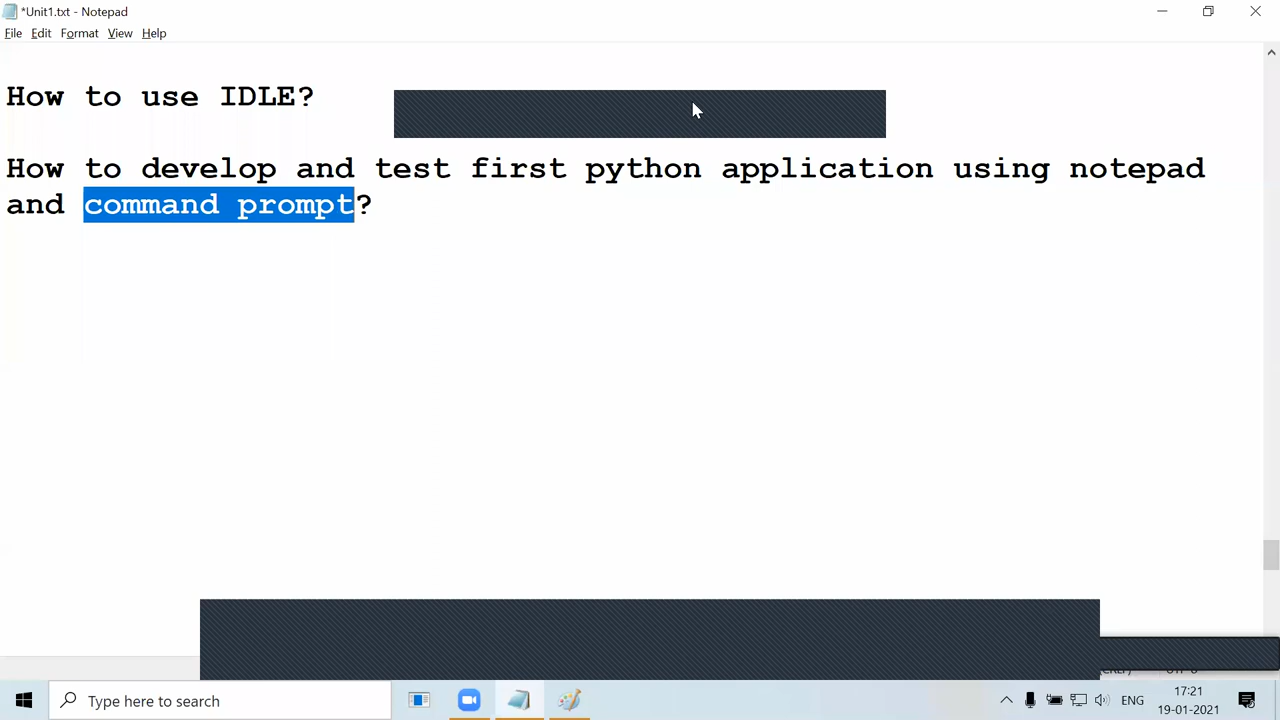 *Unit1.txt - Notepad
File Edit Format View Help
How to use IDLE?
How to develop and test first python application using notepad
and command prompt?
Type here to search
ENG
17:21
19-01-2021